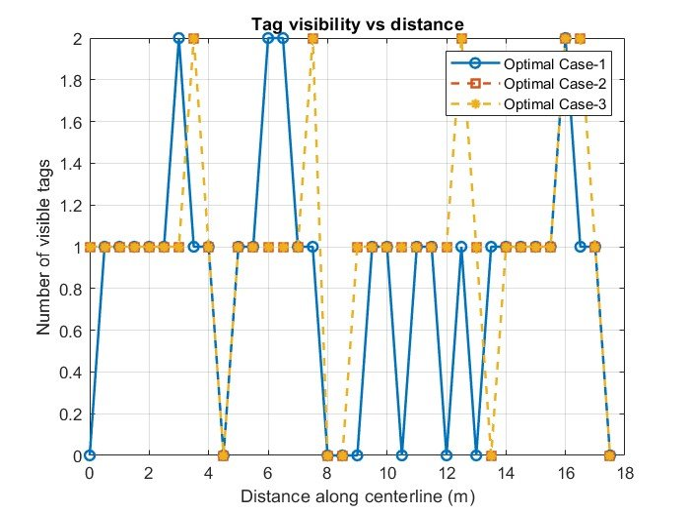 Tag visibility vs distance
Optimal Case-1
Optimal Case-2
Optimal Case-3
Number of visible tags
2
1.8
1.6
1.4
1.2
1
0.8
0.6
0.4
0.2
0
0 2 4 6 8 10 12 14 16 18
Distance along centerline (m)